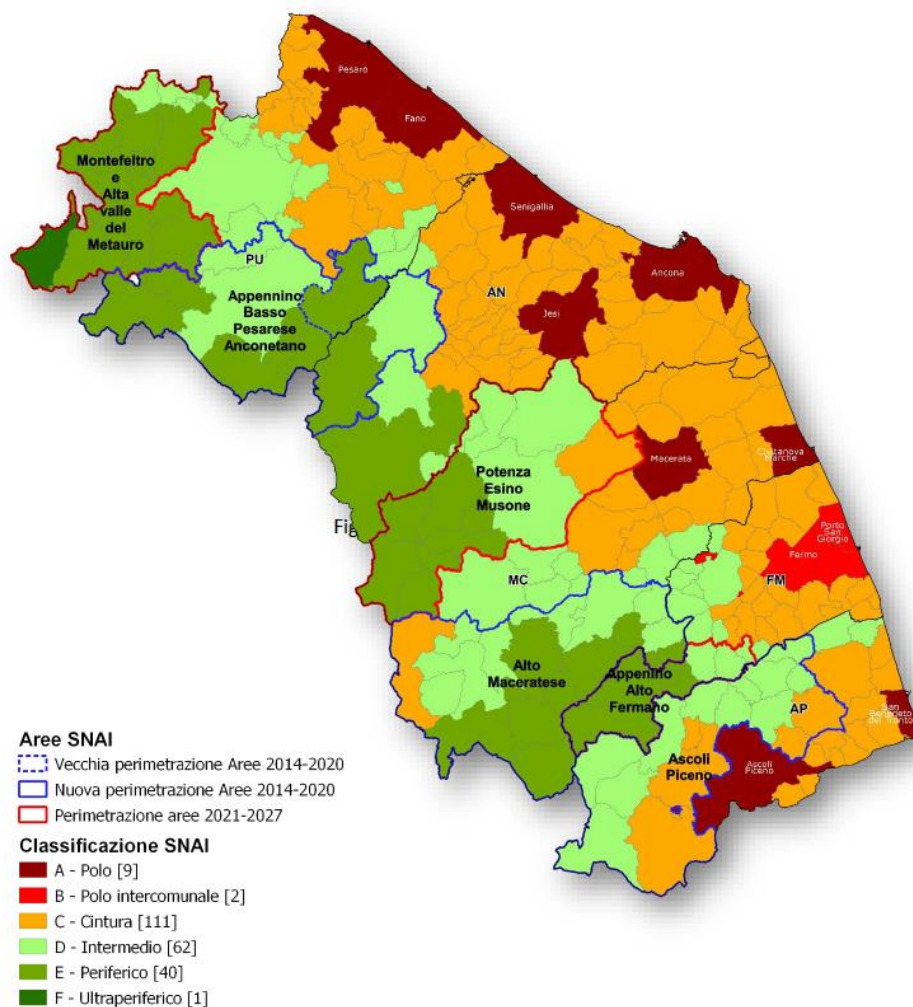 Pesaro
Fano
Montefeltro
e
Alta
valle
del
Metauro
Senigallia
PU
Ancona
AN
Appennino
Basso
Pesarese
Anconetano
Jesi
Macerata
Civitanova
Marche
Potenza
Esino
Musone
Fig
Porto
San
Giorgio
Fermo
MC
FM
Alto
Maceratese
Appenino
Alto
Fermano
AP
San
Benedetto
del Tronto
Ascoli
Piceno
Ascoli
Piceno
Aree SNAI
Vecchia perimetrazione Aree 2014-2020
Nuova perimetrazione Aree 2014-2020
Perimetrazione aree 2021-2027
Classificazione SNAI
A - Polo [9]
B - Polo intercomunale [2]
C - Cintura [111]
D - Intermedio [62]
E - Periferico [40]
F - Ultraperiferico [1]